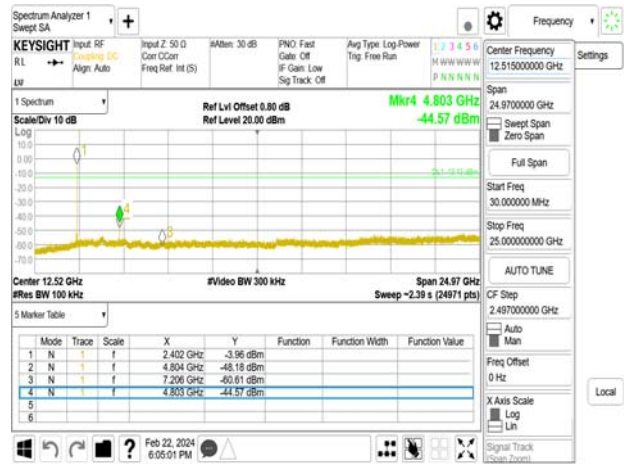 Spectrum Analyzer 1
Swept SA
+
Frequency
KEYSIGHT
RL
Input: RF
Coupling: DC
Align: Auto
Input Z: 50 Ω
Corr CCorr
Freq Ref: Int (S)
#Atten: 30 dB
PNO: Fast
Gate: Off
IF Gain: Low
Sig Track: Off
Avg Type: Log-Power
Trig: Free Run
1 2 3 4 5 6
M W W W W W
P N N N N N
Center Frequency
12.515000000 GHz
Settings
Span
24.9700000 GHz
Swept Span
Zero Span
Full Span
Start Freq
30.000000 MHz
Stop Freq
25.000000000 GHz
AUTO TUNE
CF Step
2.497000000 GHz
Auto
Man
Freq Offset
0 Hz
X Axis Scale
Log
Lin
Signal Track
(Span Zoom)
Local
1 Spectrum
Scale/Div 10 dB
Log
Ref Lvl Offset 0.80 dB
Ref Level 20.00 dBm
Mkr4 4.803 GHz
-44.57 dBm
10.0
0.00
-10.0
-20.0
-30.0
-40.0
-50.0
-60.0
-70.0
1
4
3
Center 12.52 GHz
#Res BW 100 kHz
#Video BW 300 kHz
Span 24.97 GHz
Sweep ~2.39 s (24971 pts)
5 Marker Table
Mode Trace Scale X Y Function Function Width Function Value
1 N 1 f 2.402 GHz -3.96 dBm
2 N 1 f 4.804 GHz -48.18 dBm
3 N 1 f 7.206 GHz -60.61 dBm
4 N 1 f 4.803 GHz -44.57 dBm
5
6
?
Feb 22, 2024
6:05:01 PM